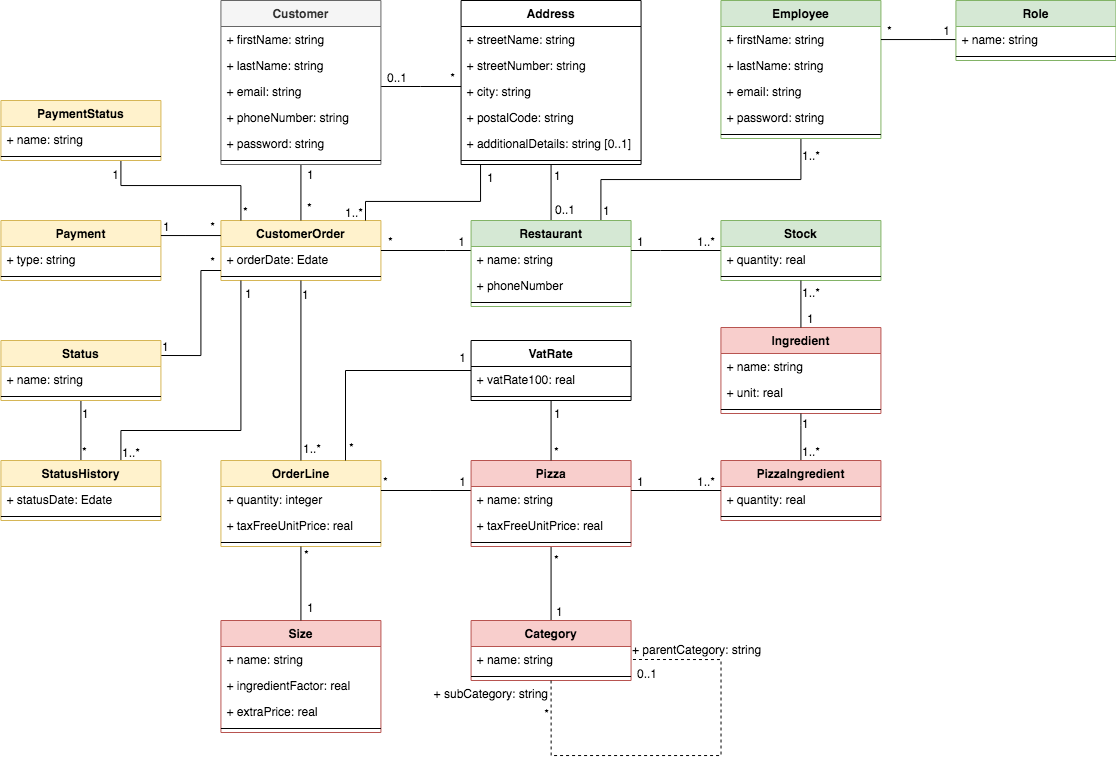 Customer
+ firstName: string
+ lastName: string
+ email: string
+ phoneNumber: string
+ password: string
Address
+ streetName: string
+ streetNumber: string
+ city: string
+ postalCode: string
+ additionalDetails: string [0..1]
Employee
+ firstName: string
+ lastName: string
+ email: string
+ password: string
Role
+ name: string
0..1
*
*
1
PaymentStatus
+ name: string
1
*
1
*
1
1..*
1
0..1
1..*
1
Payment
+ type: string
1
*
CustomerOrder
+ orderDate: Edate
*
*
1
Restaurant
+ name: string
+ phoneNumber
1
1..*
Stock
+ quantity: real
1
1
1..*
1
Status
+ name: string
1
VatRate
+ vatRate100: real
1
Ingredient
+ name: string
+ unit: real
1
*
1..*
1..*
*
1
*
1
1..*
StatusHistory
+ statusDate: Edate
OrderLine
+ quantity: integer
+ taxFreeUnitPrice: real
*
1
Pizza
+ name: string
+ taxFreeUnitPrice: real
1
1..*
PizzaIngredient
+ quantity: real
*
1
*
1
Size
+ name: string
+ ingredientFactor: real
+ extraPrice: real
Category
+ name: string
+ parentCategory: string
0..1
+ subCategory: string
*